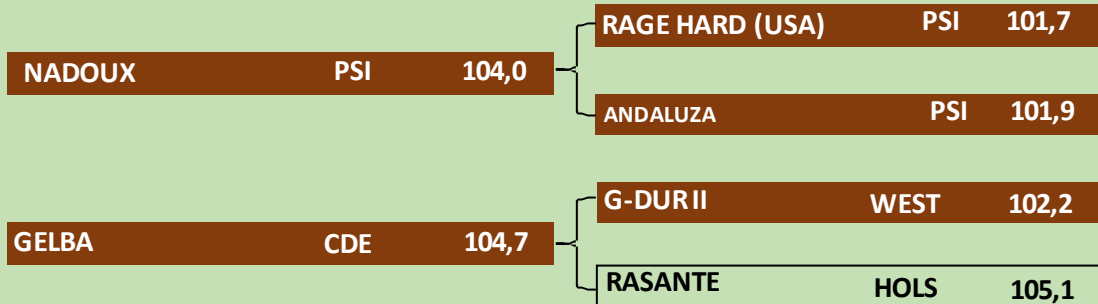 RAGE HARD (USA) PSI 101,7
NADOUX PSI 104,0
ANDALUZA PSI 101,9
G-DUR II WEST 102,2
GELBA CDE 104,7
RASANTE HOLS 105,1